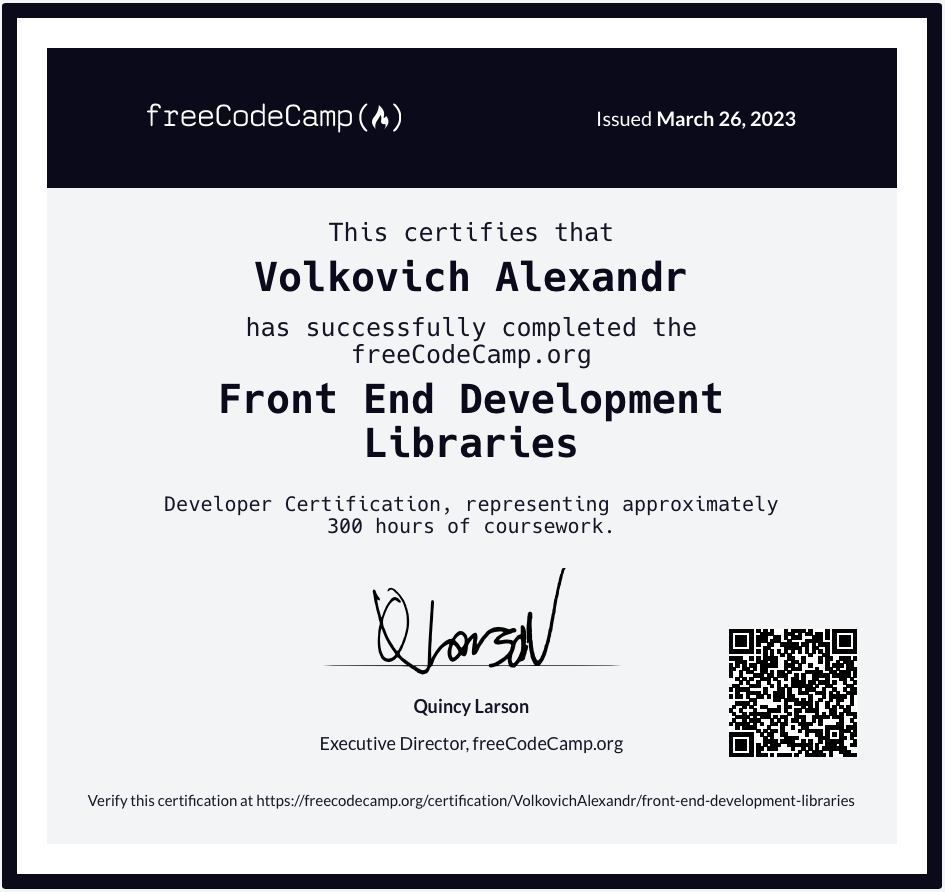 freeCodeCamp(🔥)
Issued March 26, 2023
This certifies that
Volkovich Alexandr
has successfully completed the
freeCodeCamp.org
Front End Development
Libraries
Developer Certification, representing approximately
300 hours of coursework.
QLarson
Quincy Larson
Executive Director, freeCodeCamp.org
Verify this certification at https://freecodecamp.org/certification/VolkovichAlexandr/front-end-development-libraries